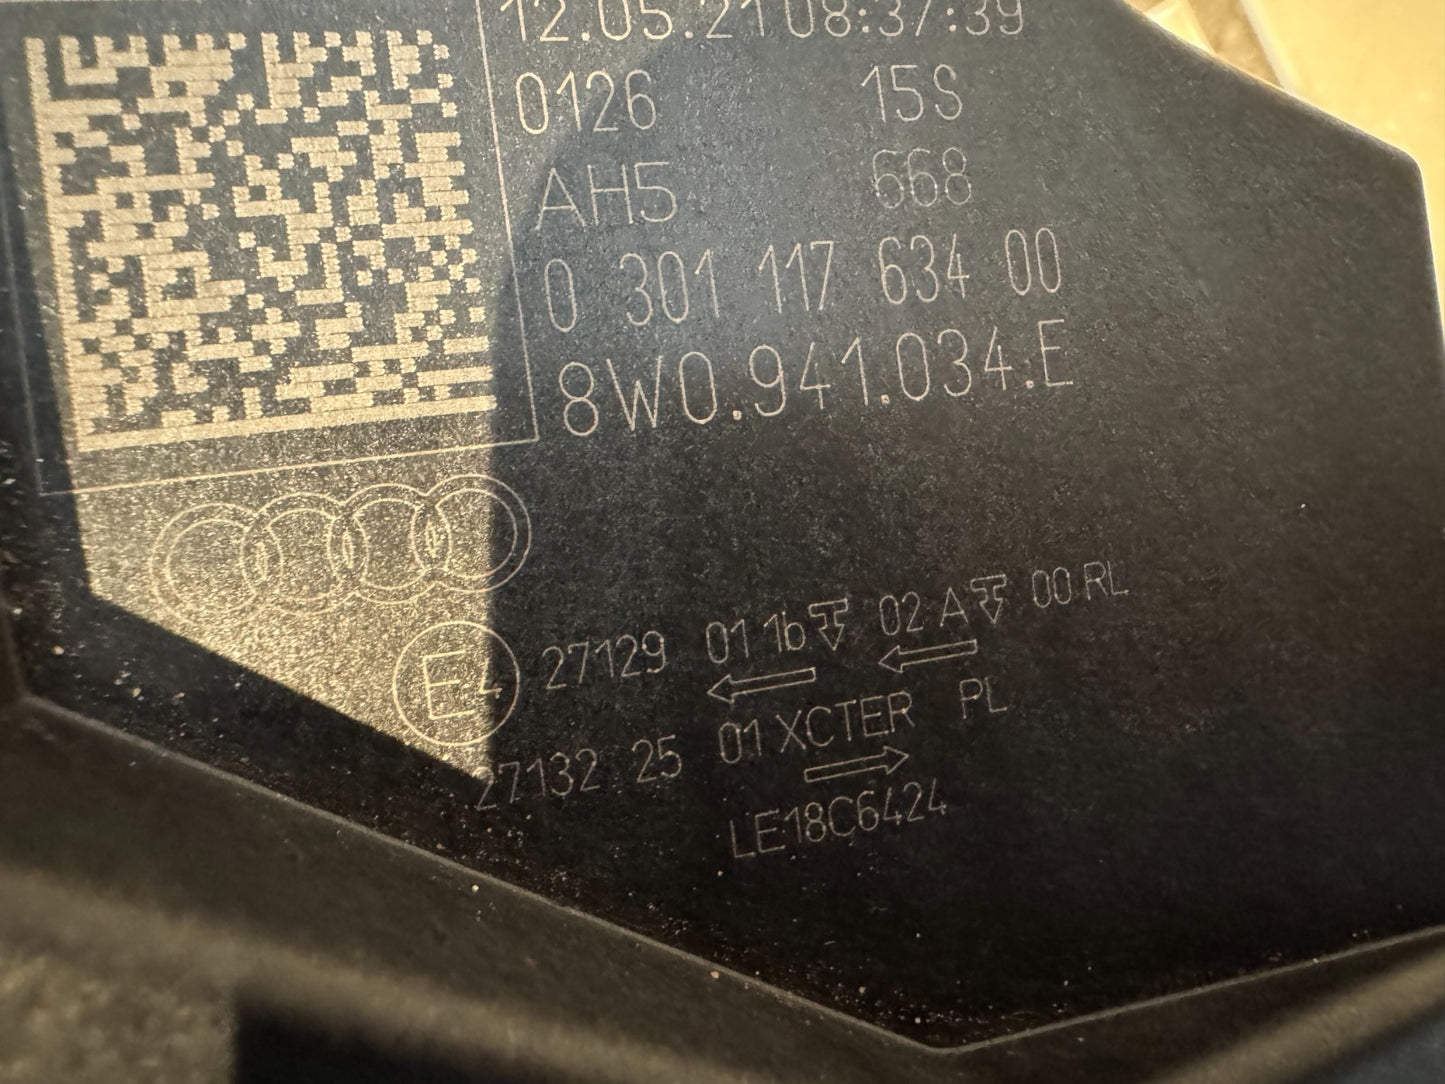 12.05.21 08:37:39
0126 15S
AH5 668
0 301 117 634 00
8W0.941.034.E
E4 27129 01 1b 02 A 00 RL
27132 25 01 XCTER PL
LE18C6424